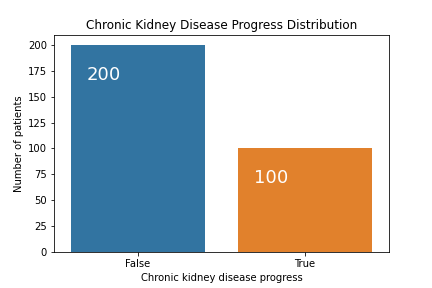 Chronic Kidney Disease Progress Distribution
Number of patients
200
175
150
125
100
75
50
25
0
200
100
False
True
Chronic kidney disease progress